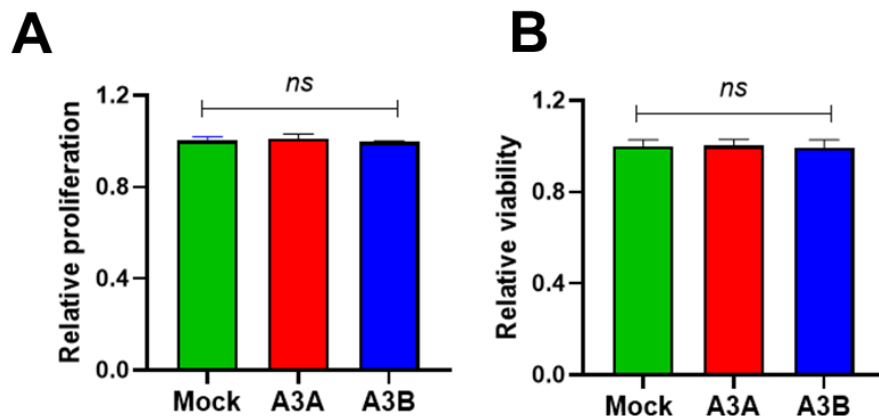 A
Relative proliferation
1.2
0.8
0.4
0.0
ns
Mock A3A A3B
B
Relative viability
1.2
0.8
0.4
0.0
ns
Mock A3A A3B